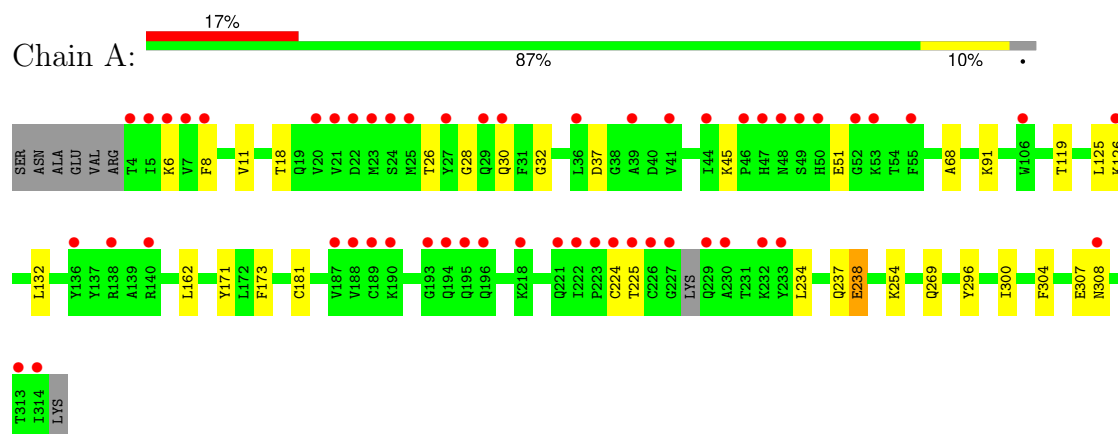 17%
Chain A:
87% 10% •
SER ASN ALA GLU VAL ARG T4 I5 K6 V7 F8 V11 T18 Q19 V20 V21 D22 M23 S24 M25 T26 Y27 G28 Q29 Q30 F31 G32 L36 D37 G38 A39 D40 V41 I44 K45 P46 H47 N48 S49 H50 E51 G52 K53 T54 F55 A68 K91 W106 T119 L125 K126
L132 Y136 Y137 R138 A139 R140 L162 Y171 L172 F173 C181 V187 V188 C189 K190 G193 Q194 Q195 Q196 K218 Q221 I222 P223 C224 T225 C226 G227 LYS Q229 A230 T231 K232 Y233 L234 Q237 E238 K254 Q269 Y296 I300 F304 E307 N308
T313 I314 LYS